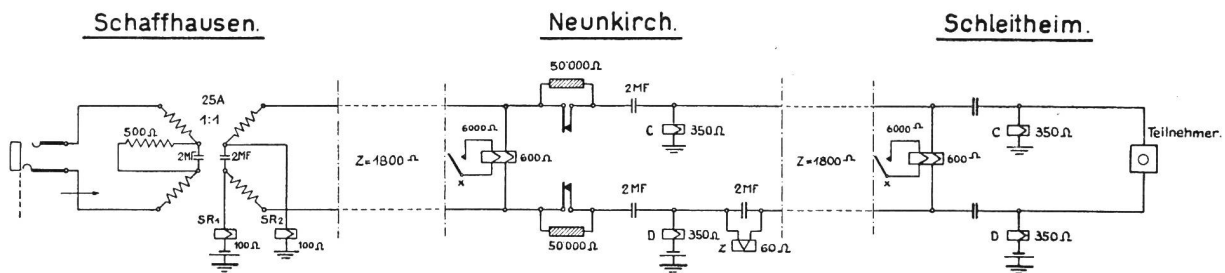 Schaffhausen.
Neunkirch.
Schleitheim.
25A
1:1
500Ω
2MF
2MF
SR1
SR2
100Ω
100Ω
Z=1800Ω
6000Ω
600Ω
x
50'000Ω
2MF
C
350Ω
50'000Ω
2MF
D
350Ω
2MF
Z
60Ω
Z=1800Ω
6000Ω
600Ω
x
C
350Ω
D
350Ω
Teilnehmer.